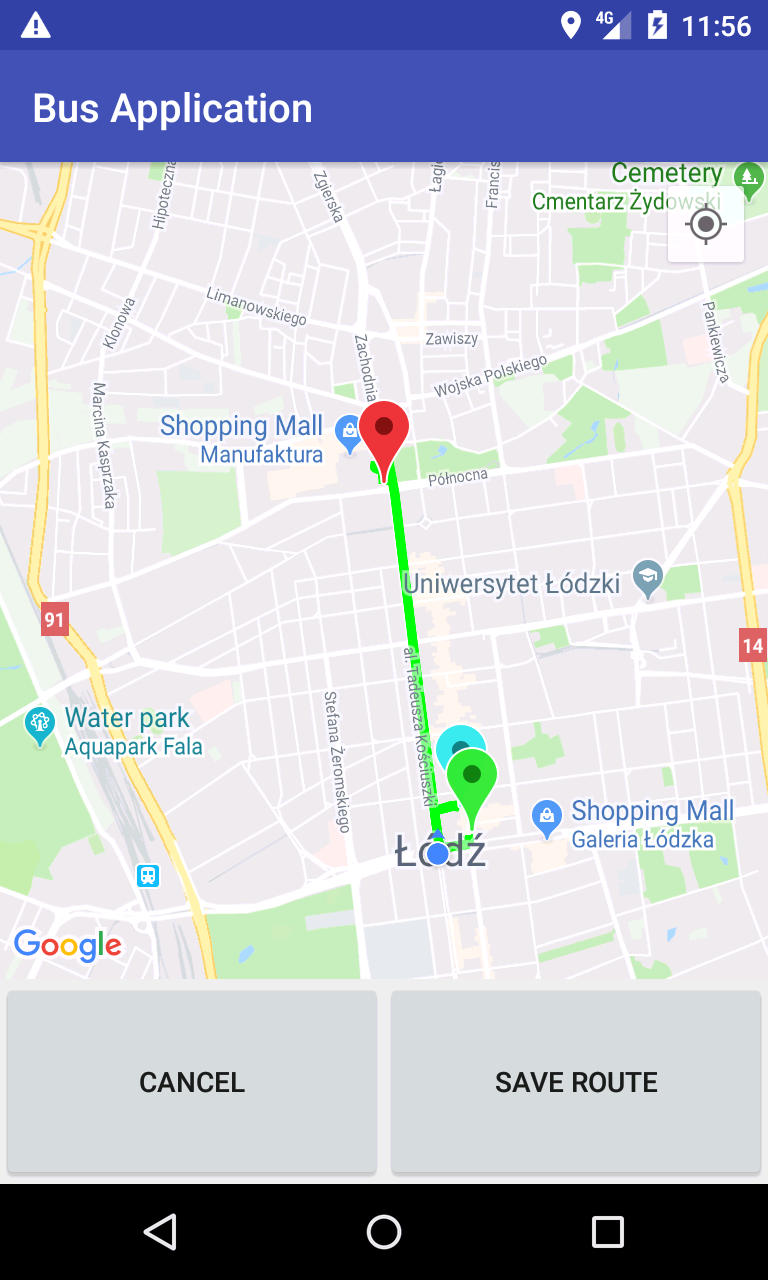 4G
11:56
Bus Application
Cemetery
Cmentarz Żydowski
Hipoteczna
Zgierska
Łagie
Francis
Limanowskiego
Klonowa
Pankiewicza
Zachodnia
Zawiszy
Wojska Polskiego
Marcina Kasprzaka
Shopping Mall
Manufaktura
Północna
Uniwersytet Łódzki
91
14
al. Tadeusza Kościuszki
Stefana Żeromskiego
Water park
Aquapark Fala
Shopping Mall
Galeria Łódzka
Łódź
Google
CANCEL
SAVE ROUTE